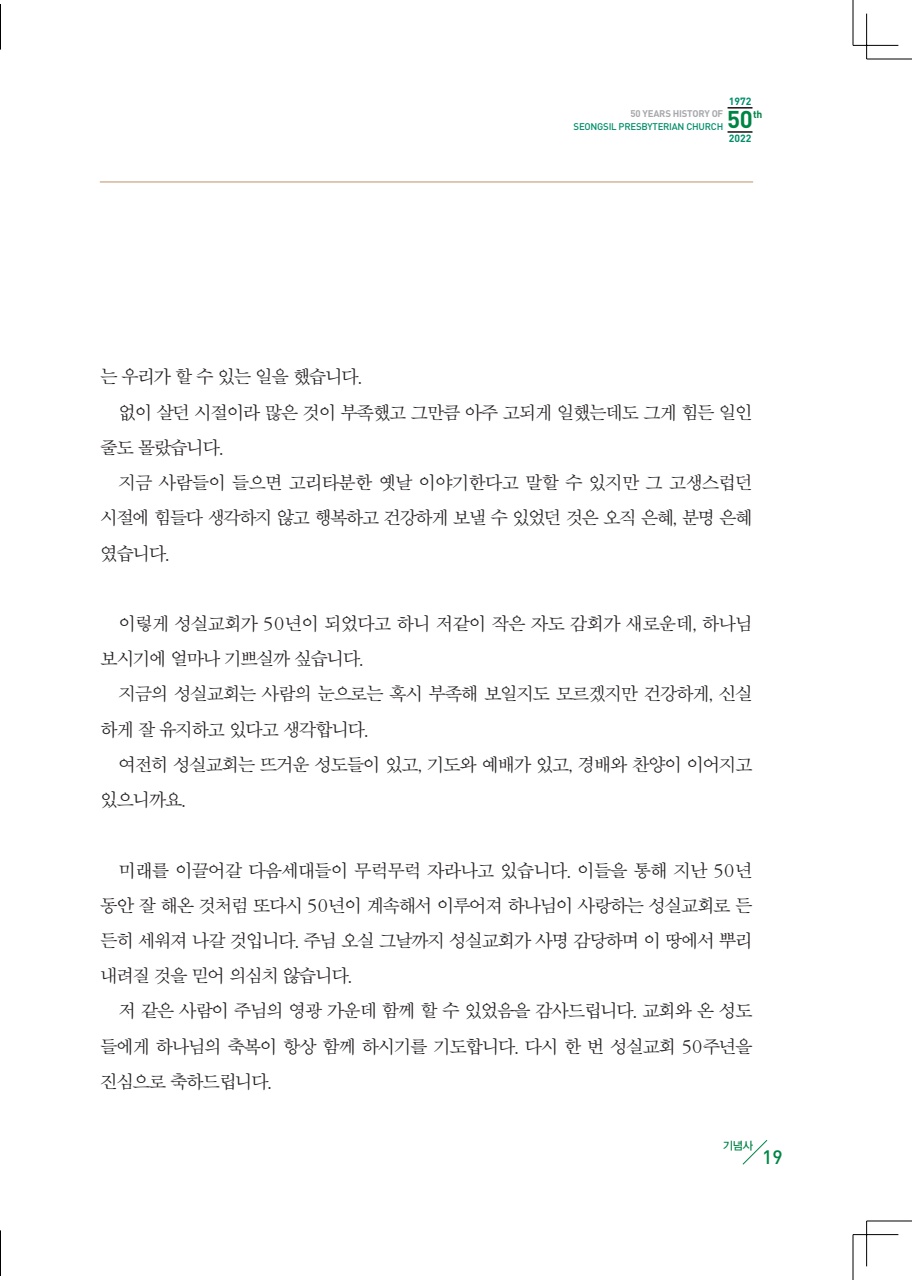 1972
50 YEARS HISTORY OF
50th
SEONGSIL PRESBYTERIAN CHURCH
2022
는 우리가 할 수 있는 일을 했습니다.
없이 살던 시절이라 많은 것이 부족했고 그만큼 아주 고되게 일했는데도 그게 힘든 일인
줄도 몰랐습니다.
지금 사람들이 들으면 고리타분한 옛날 이야기한다고 말할 수 있지만 그 고생스럽던
시절에 힘들다 생각하지 않고 행복하고 건강하게 보낼 수 있었던 것은 오직 은혜, 분명 은혜
였습니다.
이렇게 성실교회가 50년이 되었다고 하니 저같이 작은 자도 감회가 새로운데, 하나님
보시기에 얼마나 기쁘실까 싶습니다.
지금의 성실교회는 사람의 눈으로는 혹시 부족해 보일지도 모르겠지만 건강하게, 신실
하게 잘 유지하고 있다고 생각합니다.
여전히 성실교회는 뜨거운 성도들이 있고, 기도와 예배가 있고, 경배와 찬양이 이어지고
있으니까요.
미래를 이끌어갈 다음세대들이 무럭무럭 자라나고 있습니다. 이들을 통해 지난 50년
동안 잘 해온 것처럼 또다시 50년이 계속해서 이루어져 하나님이 사랑하는 성실교회로 든
든히 세워져 나갈 것입니다. 주님 오실 그날까지 성실교회가 사명 감당하며 이 땅에서 뿌리
내려질 것을 믿어 의심치 않습니다.
저 같은 사람이 주님의 영광 가운데 함께 할 수 있었음을 감사드립니다. 교회와 온 성도
들에게 하나님의 축복이 항상 함께 하시기를 기도합니다. 다시 한 번 성실교회 50주년을
진심으로 축하드립니다.
기념사
19